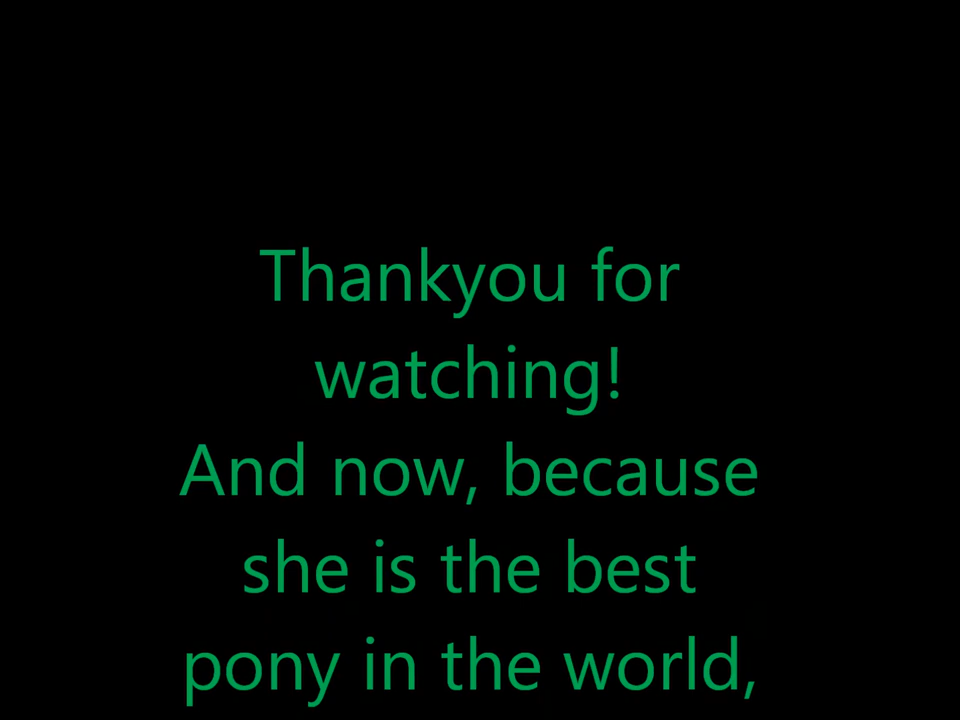 Thankyou for
watching!
And now, because
she is the best
pony in the world,